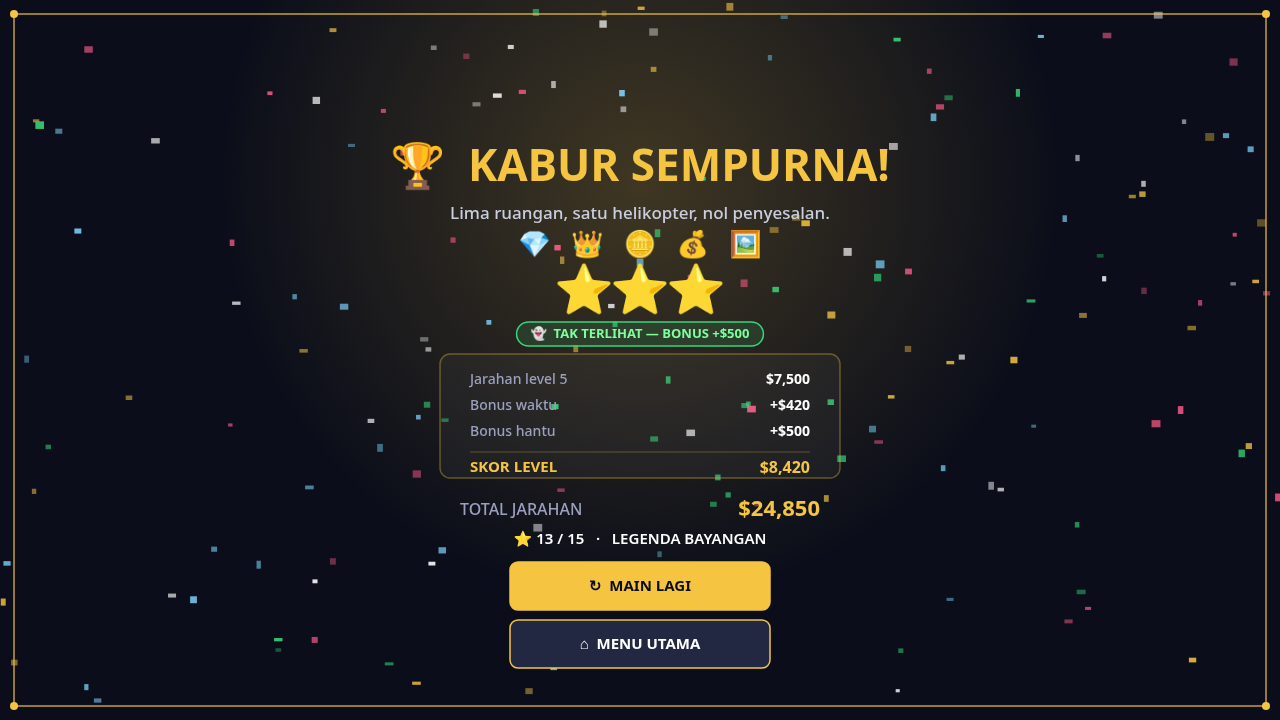 🏆 KABUR SEMPURNA!
Lima ruangan, satu helikopter, nol penyesalan.
👻 TAK TERLIHAT — BONUS +$500
Jarahan level 5 $7,500
Bonus waktu +$420
Bonus hantu +$500
SKOR LEVEL $8,420
TOTAL JARAHAN $24,850
⭐ 13 / 15 · LEGENDA BAYANGAN
↻ MAIN LAGI
⌂ MENU UTAMA